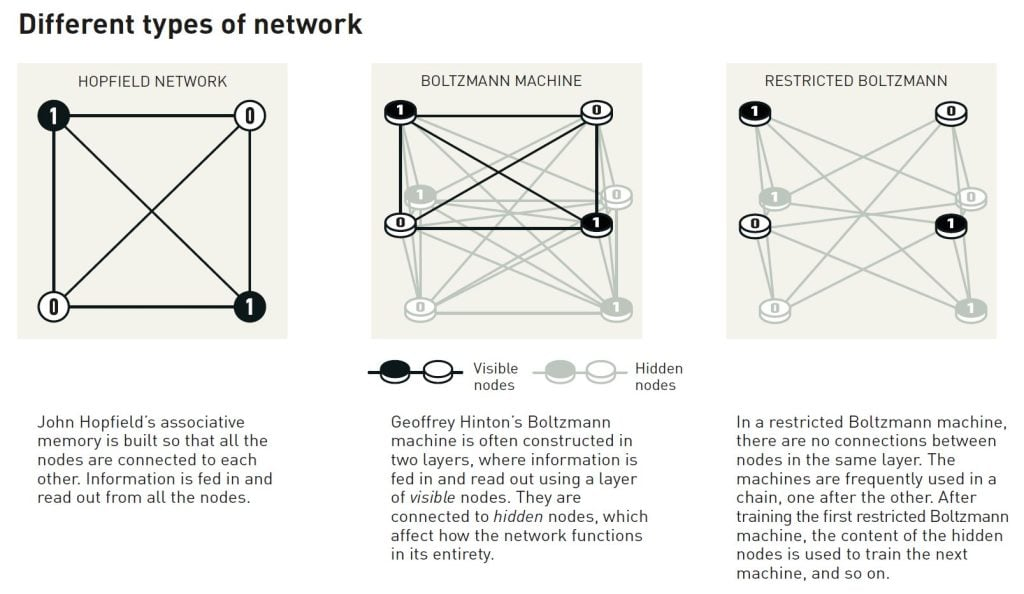 Different types of network
HOPFIELD NETWORK
1
0
0
1
John Hopfield’s associative
memory is built so that all the
nodes are connected to each
other. Information is fed in and
read out from all the nodes.
BOLTZMANN MACHINE
1
0
1
0
0
1
0
1
Visible
nodes
Hidden
nodes
Geoffrey Hinton’s Boltzmann
machine is often constructed in
two layers, where information is
fed in and read out using a layer
of visible nodes. They are
connected to hidden nodes, which
affect how the network functions
in its entirety.
RESTRICTED BOLTZMANN
1
0
1
0
0
1
0
1
In a restricted Boltzmann machine,
there are no connections between
nodes in the same layer. The
machines are frequently used in a
chain, one after the other. After
training the first restricted Boltzmann
machine, the content of the hidden
nodes is used to train the next
machine, and so on.